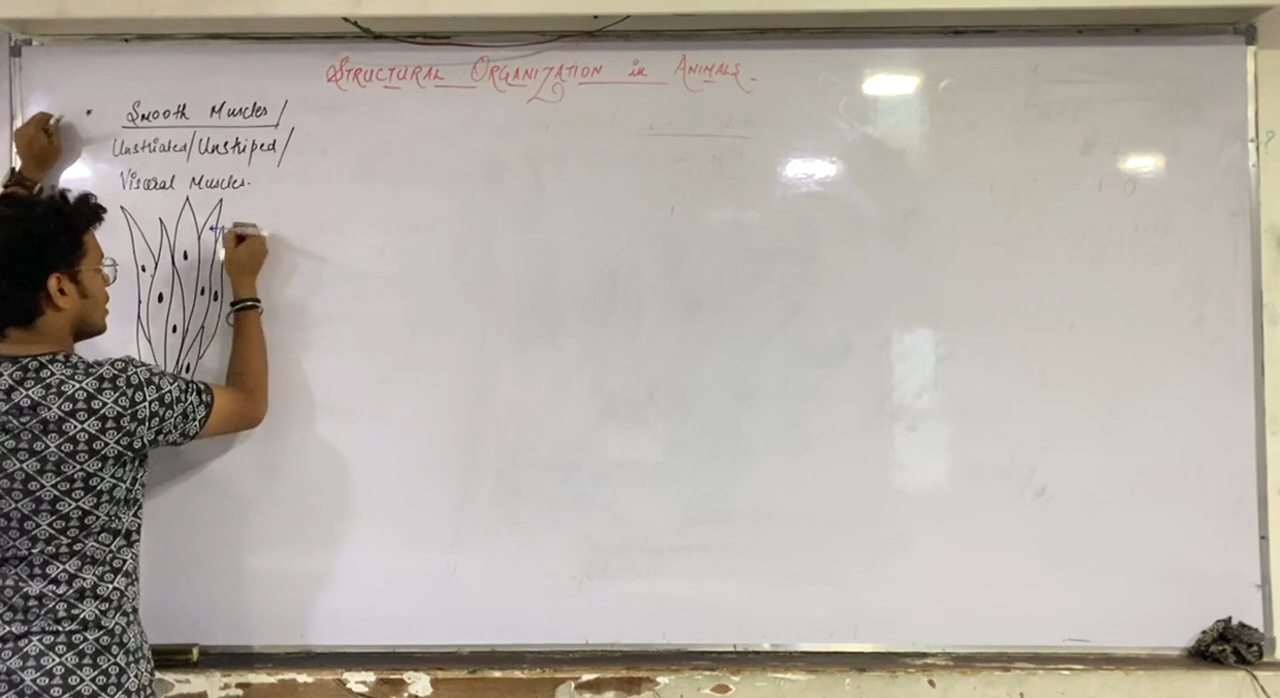 STRUCTURAL ORGANIZATION in ANIMALS.
* Smooth Muscles/
Unstriated/Unstriped/
Visceral Muscles.